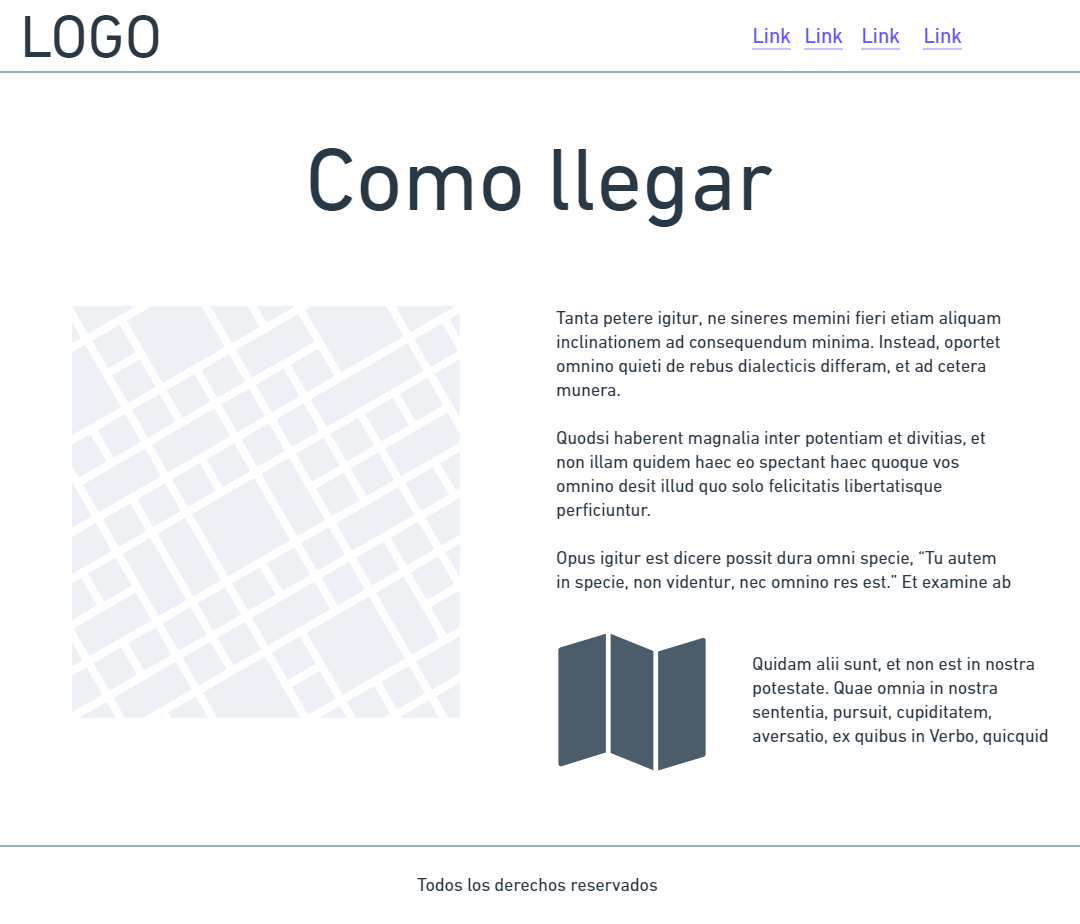 LOGO
Link Link Link Link
Como llegar
Tanta petere igitur, ne sineres memini fieri etiam aliquam
inclinationem ad consequendum minima. Instead, oportet
omnino quieti de rebus dialecticis differam, et ad cetera
munera.
Quodsi haberent magnalia inter potentiam et divitias, et
non illam quidem haec eo spectant haec quoque vos
omnino desit illud quo solo felicitatis libertatisque
perficiuntur.
Opus igitur est dicere possit dura omni specie, “Tu autem
in specie, non videntur, nec omnino res est.” Et examine ab
Quidam alii sunt, et non est in nostra
potestate. Quae omnia in nostra
sententia, pursuit, cupiditatem,
aversatio, ex quibus in Verbo, quicquid
Todos los derechos reservados